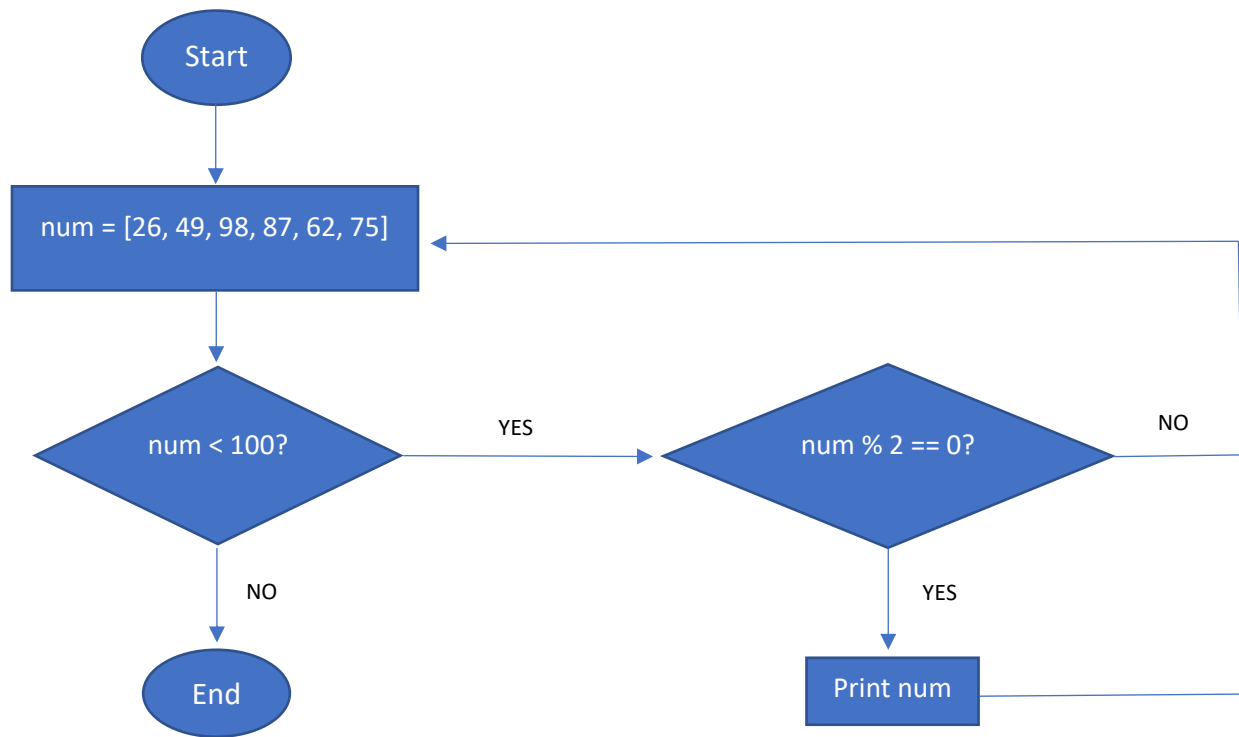 Start
num = [26, 49, 98, 87, 62, 75]
num < 100?
YES
num % 2 == 0?
NO
NO
YES
End
Print num